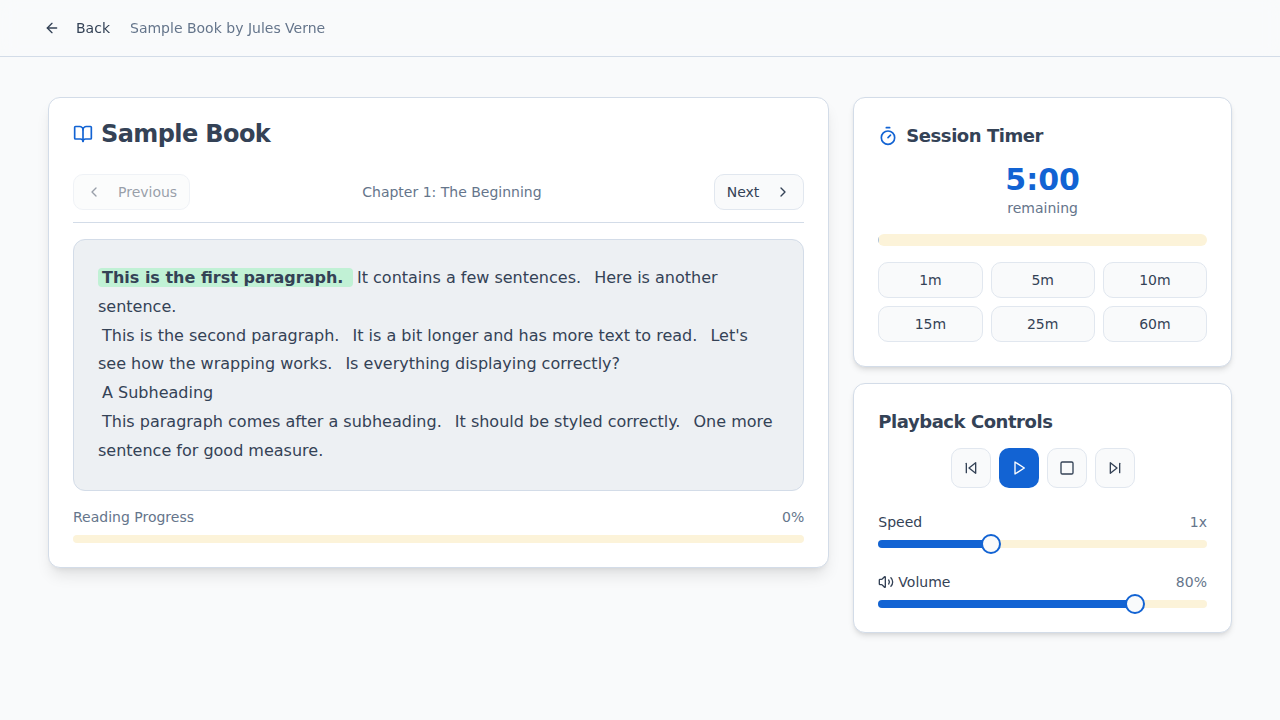 Back Sample Book by Jules Verne
Sample Book
Previous Chapter 1: The Beginning Next
This is the first paragraph. It contains a few sentences. Here is another
sentence.
This is the second paragraph. It is a bit longer and has more text to read. Let's
see how the wrapping works. Is everything displaying correctly?
A Subheading
This paragraph comes after a subheading. It should be styled correctly. One more
sentence for good measure.
Reading Progress 0%
Session Timer
5:00
remaining
1m 5m 10m
15m 25m 60m
Playback Controls
Speed 1x
Volume 80%